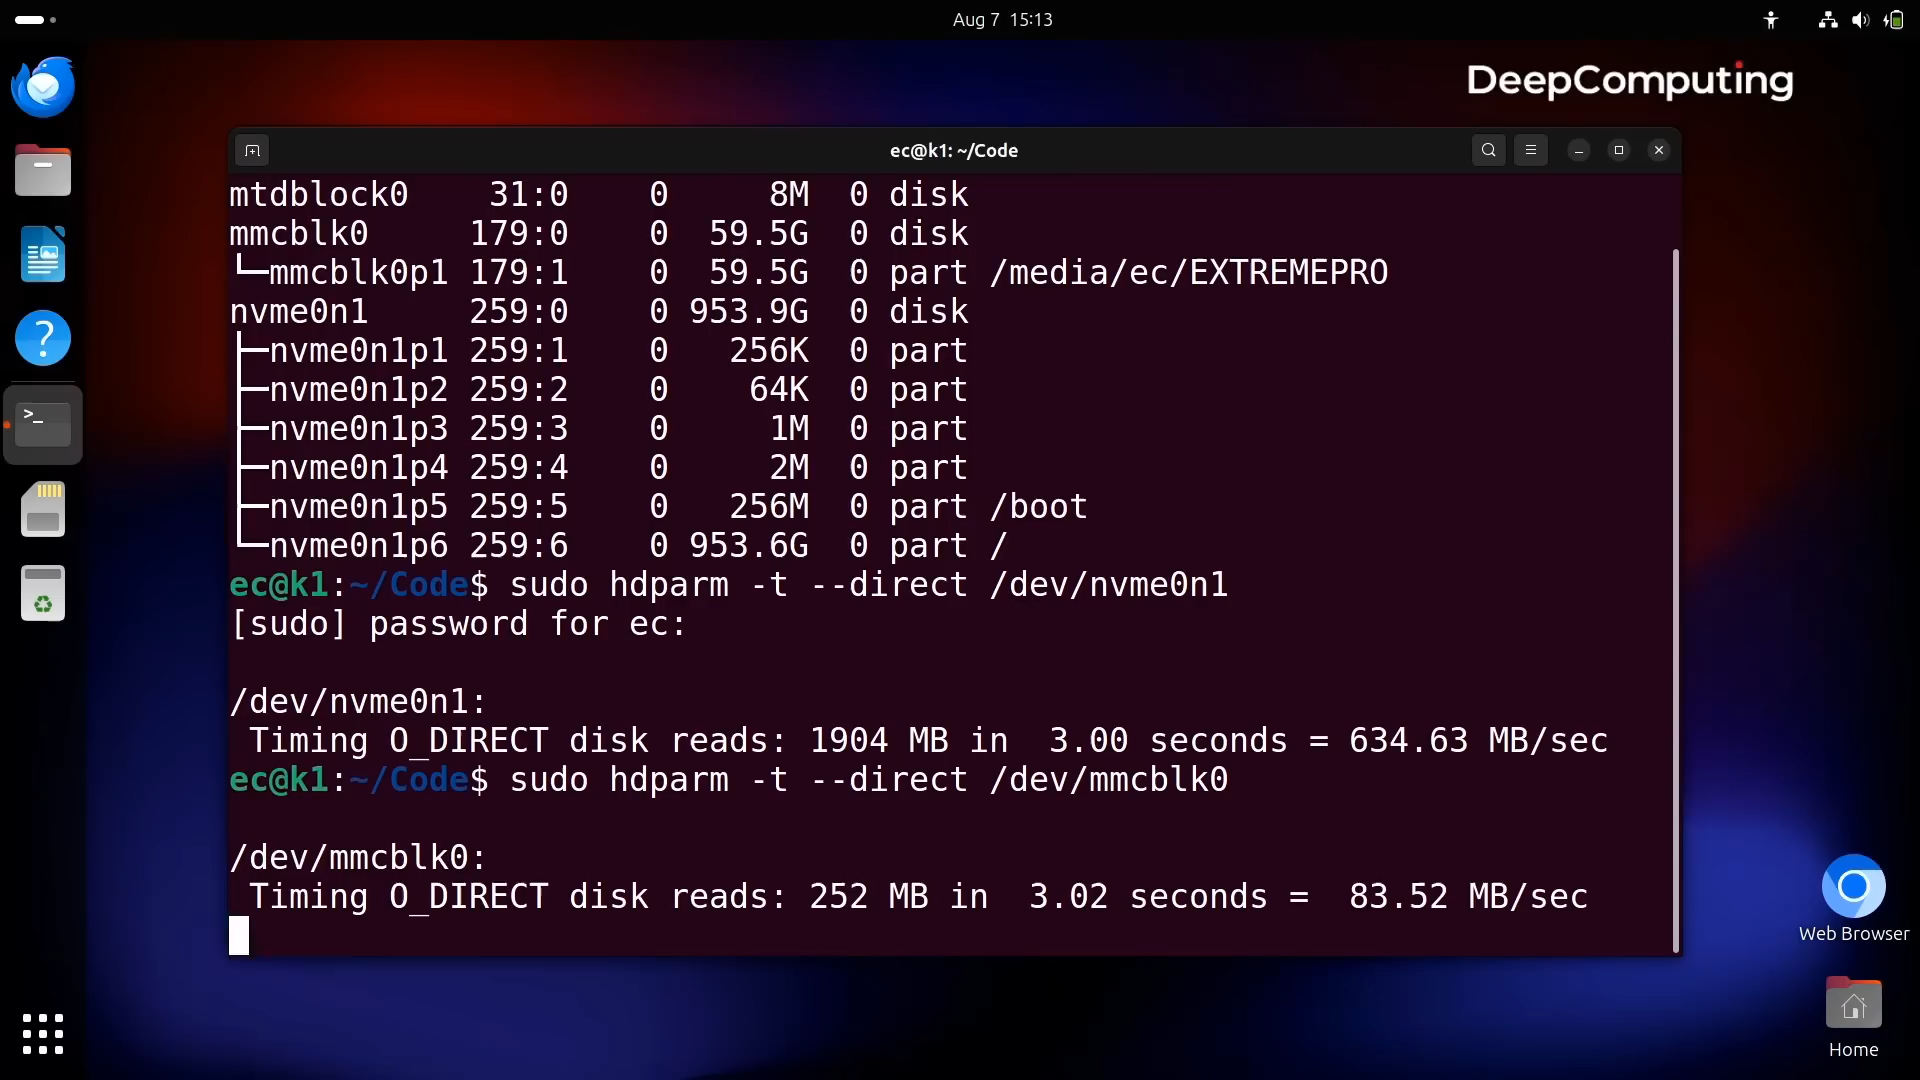 Aug 7 15:13
DeepComputing
ec@k1: ~/Code
mtdblock0 31:0 0 8M 0 disk
mmcblk0 179:0 0 59.5G 0 disk
└─mmcblk0p1 179:1 0 59.5G 0 part /media/ec/EXTREMEPRO
nvme0n1 259:0 0 953.9G 0 disk
├─nvme0n1p1 259:1 0 256K 0 part
├─nvme0n1p2 259:2 0 64K 0 part
├─nvme0n1p3 259:3 0 1M 0 part
├─nvme0n1p4 259:4 0 2M 0 part
├─nvme0n1p5 259:5 0 256M 0 part /boot
└─nvme0n1p6 259:6 0 953.6G 0 part /
ec@k1:~/Code$ sudo hdparm -t --direct /dev/nvme0n1
[sudo] password for ec:
/dev/nvme0n1:
Timing O_DIRECT disk reads: 1904 MB in 3.00 seconds = 634.63 MB/sec
ec@k1:~/Code$ sudo hdparm -t --direct /dev/mmcblk0
/dev/mmcblk0:
Timing O_DIRECT disk reads: 252 MB in 3.02 seconds = 83.52 MB/sec
Web Browser
Home